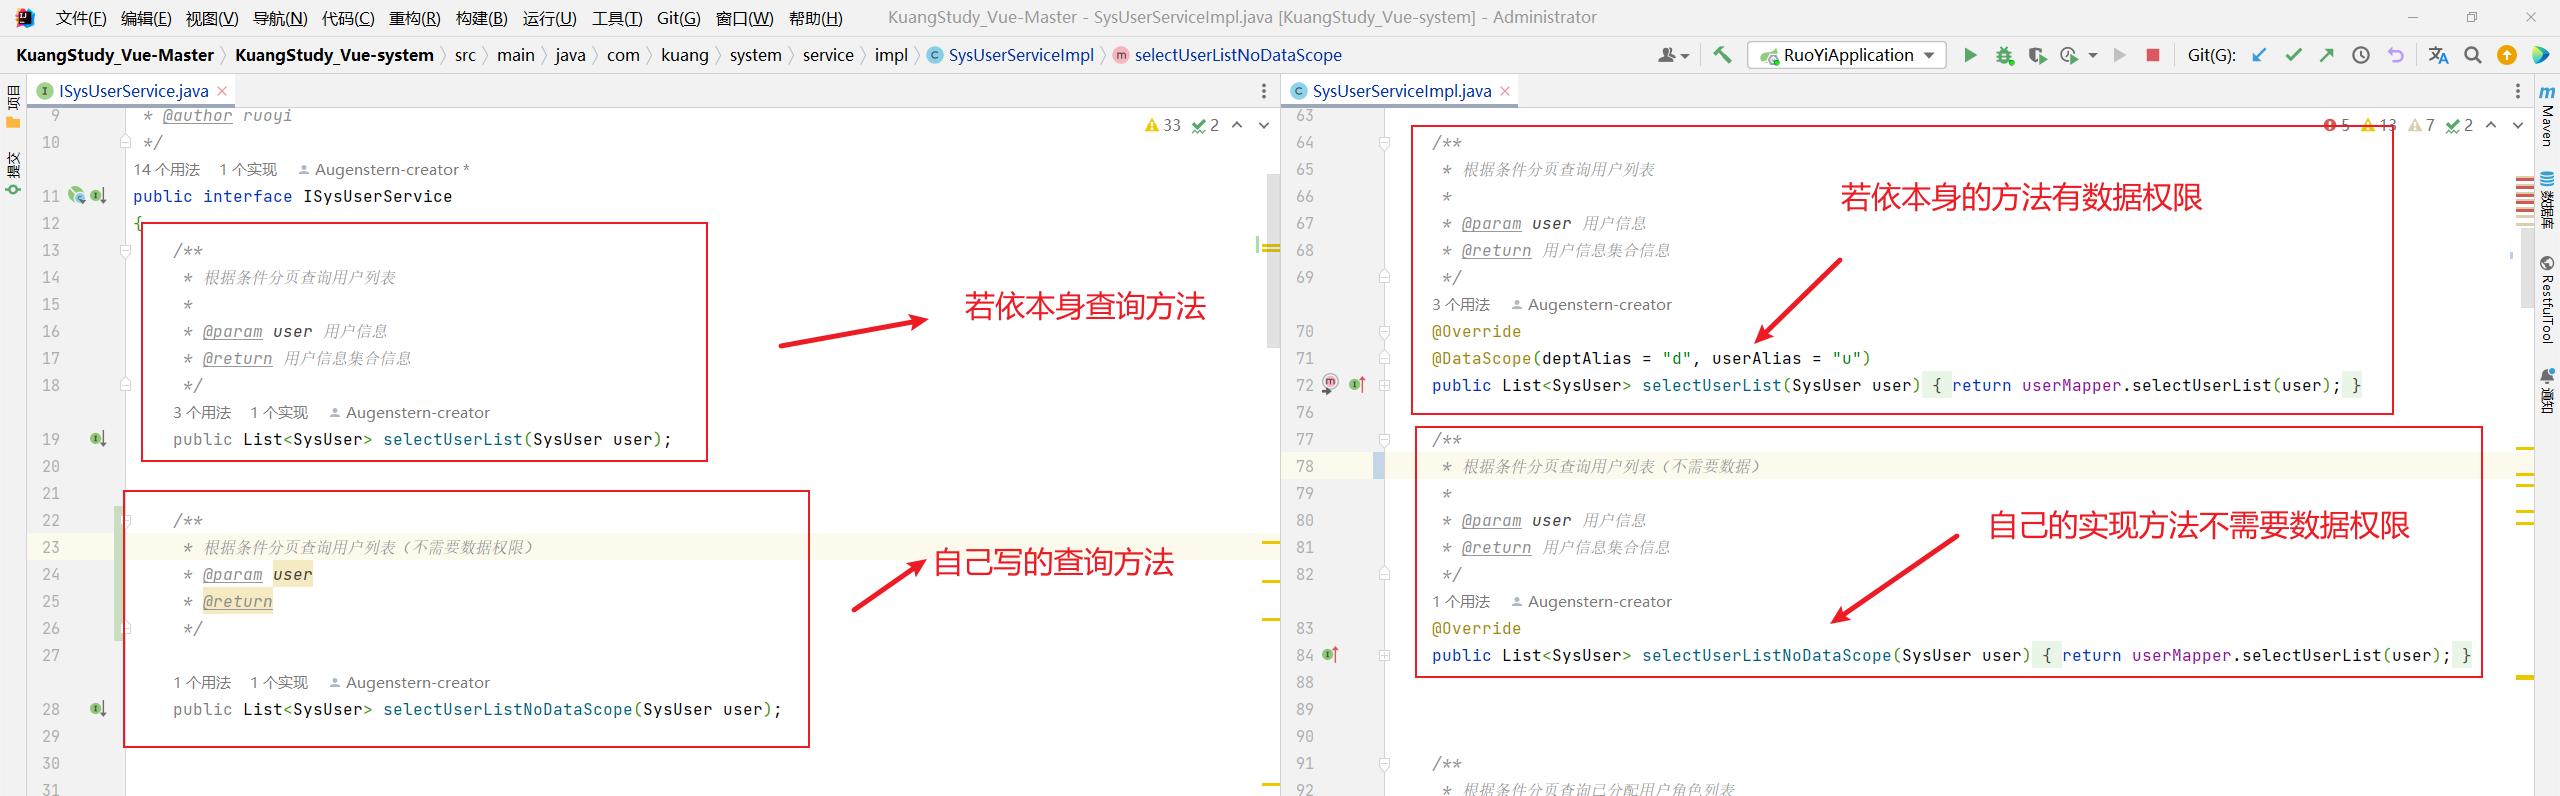 文件(F) 编辑(E) 视图(V) 导航(N) 代码(C) 重构(R) 构建(B) 运行(U) 工具(T) Git(G) 窗口(W) 帮助(H) KuangStudy_Vue-Master - SysUserServiceImpl.java [KuangStudy_Vue-system] - Administrator
KuangStudy_Vue-Master KuangStudy_Vue-system src main java com kuang system service impl SysUserServiceImpl selectUserListNoDataScope RuoYiApplication Git(G):
项目
提交
ISysUserService.java
33 2
9 * @author ruoyi
10 */
14 个用法 1 个实现 Augenstern-creator *
11 public interface ISysUserService
12 {
13 /**
14 * 根据条件分页查询用户列表
15 *
16 * @param user 用户信息
17 * @return 用户信息集合信息
18 */
3 个用法 1 个实现 Augenstern-creator
19 public List<SysUser> selectUserList(SysUser user);
20
21
22 /**
23 * 根据条件分页查询用户列表（不需要数据权限）
24 * @param user
25 * @return
26 */
27
1 个用法 1 个实现 Augenstern-creator
28 public List<SysUser> selectUserListNoDataScope(SysUser user);
29
30
31
若依本身查询方法
自己写的查询方法
SysUserServiceImpl.java
5 13 7 2
63
64 /**
65 * 根据条件分页查询用户列表
66 *
67 * @param user 用户信息
68 * @return 用户信息集合信息
69 */
3 个用法 Augenstern-creator
70 @Override
71 @DataScope(deptAlias = "d", userAlias = "u")
72 public List<SysUser> selectUserList(SysUser user) { return userMapper.selectUserList(user); }
76
77 /**
78 * 根据条件分页查询用户列表（不需要数据）
79 *
80 * @param user 用户信息
81 * @return 用户信息集合信息
82 */
1 个用法 Augenstern-creator
83 @Override
84 public List<SysUser> selectUserListNoDataScope(SysUser user) { return userMapper.selectUserList(user); }
88
89
90
91 /**
92 * 根据条件分页查询已分配用户角色列表
若依本身的方法有数据权限
自己的实现方法不需要数据权限
Maven
数据库
RestfulTool
通知